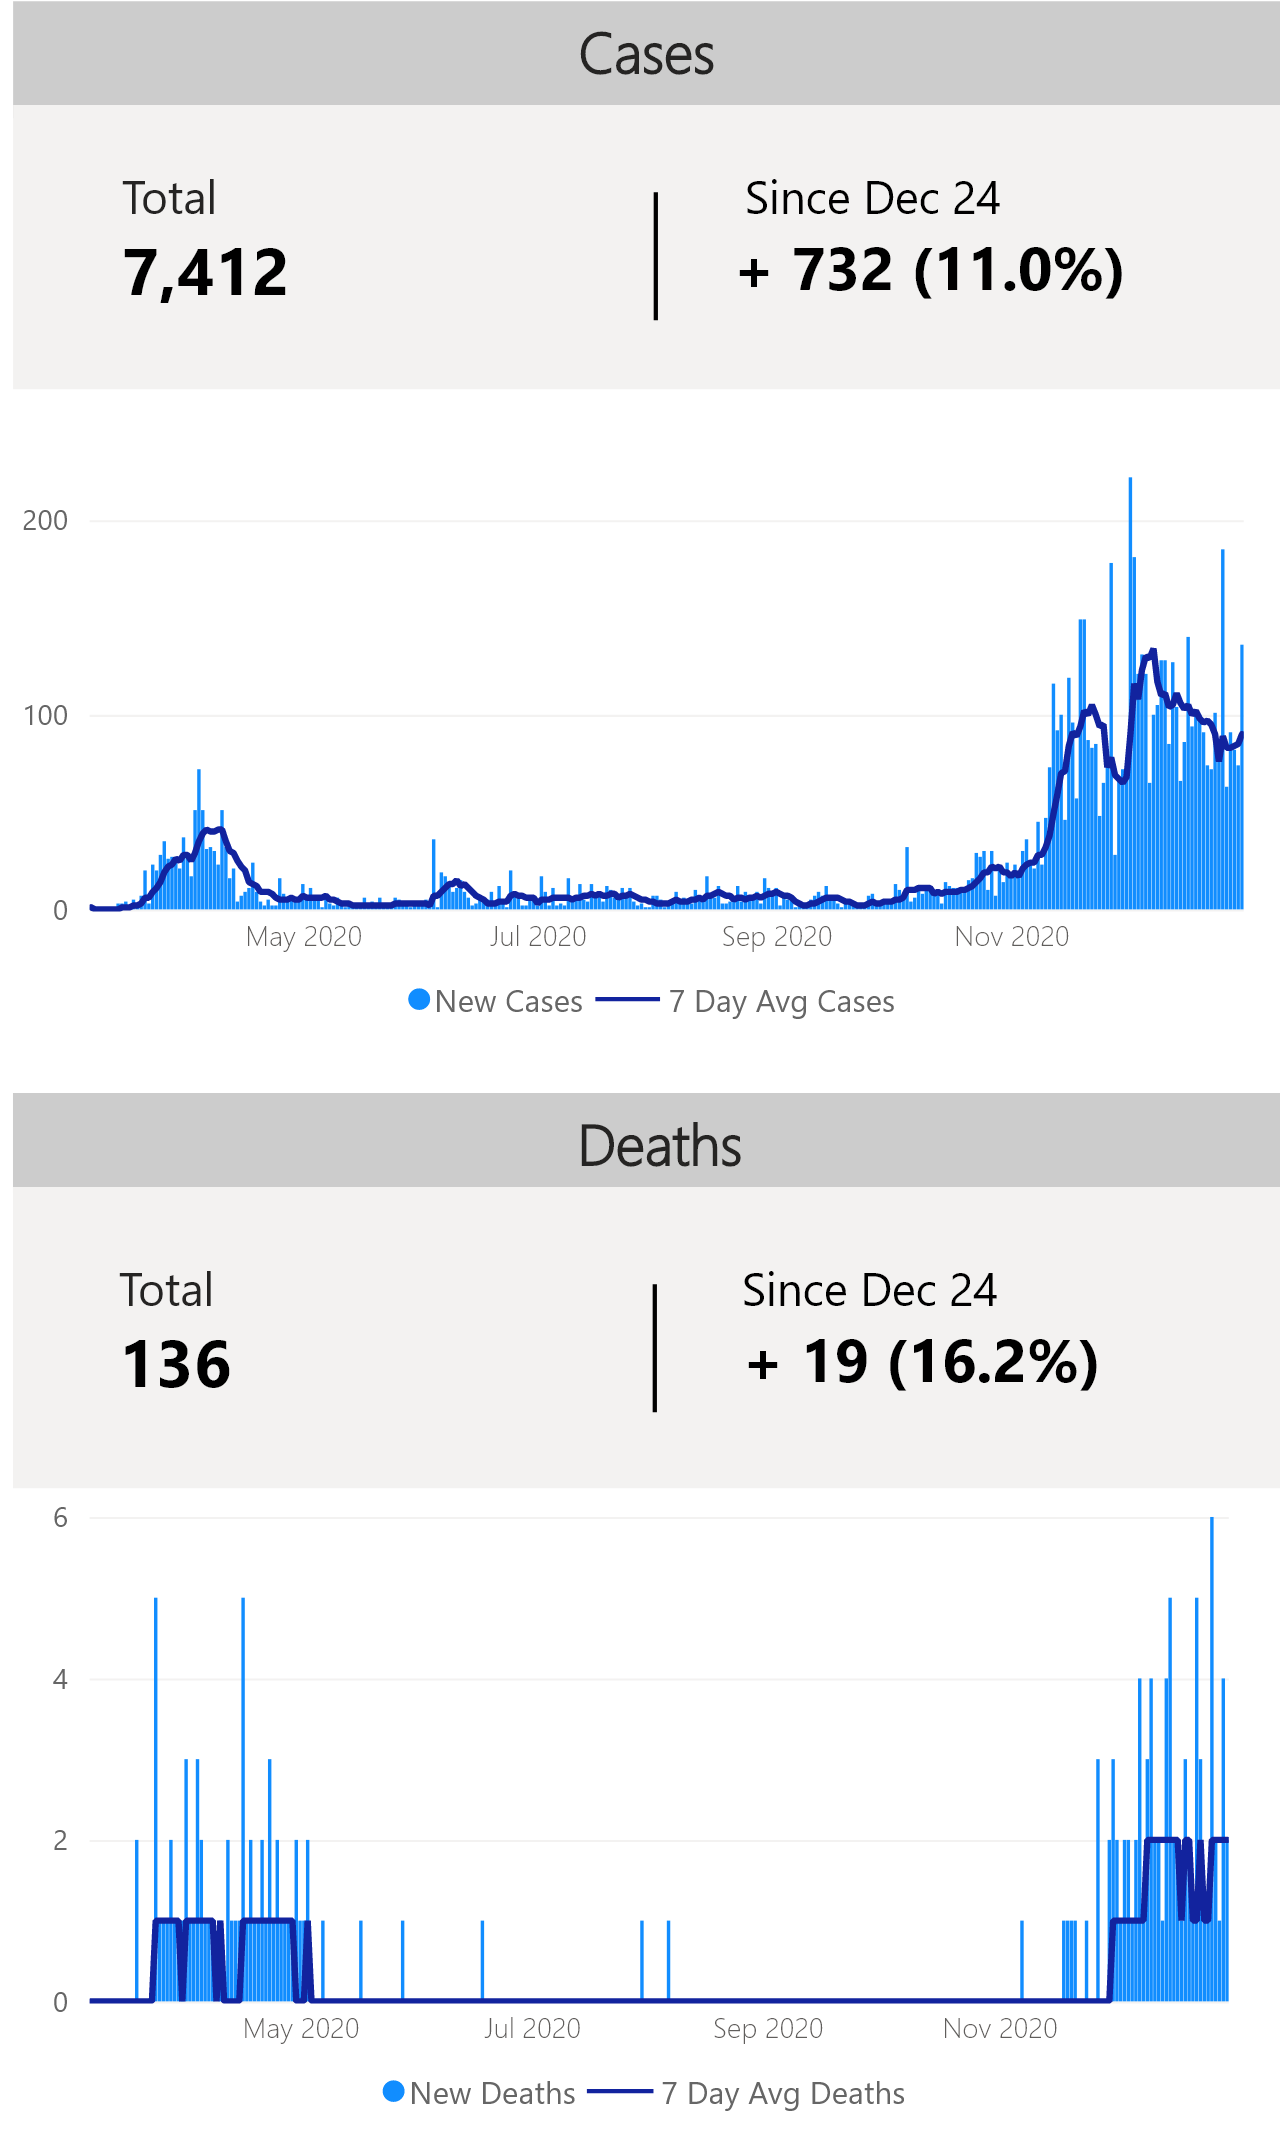 Cases
Total
7,412
Since Dec 24
+ 732 (11.0%)
200
100
0
May 2020 Jul 2020 Sep 2020 Nov 2020
New Cases 7 Day Avg Cases
Deaths
Total
136
Since Dec 24
+ 19 (16.2%)
6
4
2
0
May 2020 Jul 2020 Sep 2020 Nov 2020
New Deaths 7 Day Avg Deaths